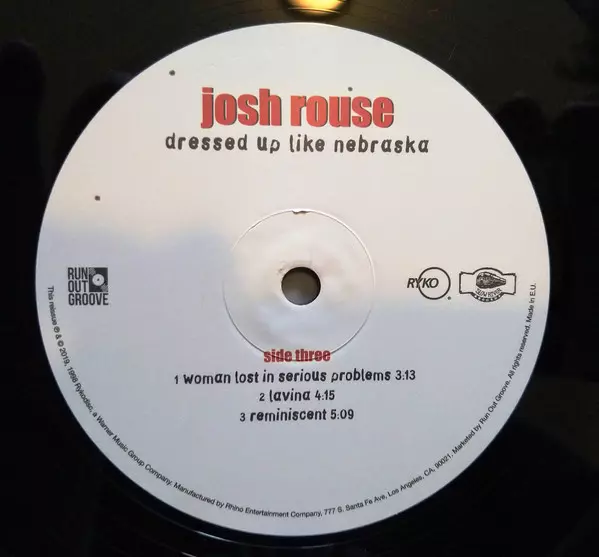 josh rouse
dressed up like nebraska
RUN
OUT
GROOVE
RYKO
side three
1 woman lost in serious problems 3:13
2 lavina 4:15
3 reminiscent 5:09
This reissue ℗ & © 2019, 1998 Rykodisc, a Warner Music Group Company. Manufactured by Rhino Entertainment Company, 777 S. Santa Fe Ave, Los Angeles, CA, 90021. Marketed by Run Out Groove. All rights reserved. Made in E.U.